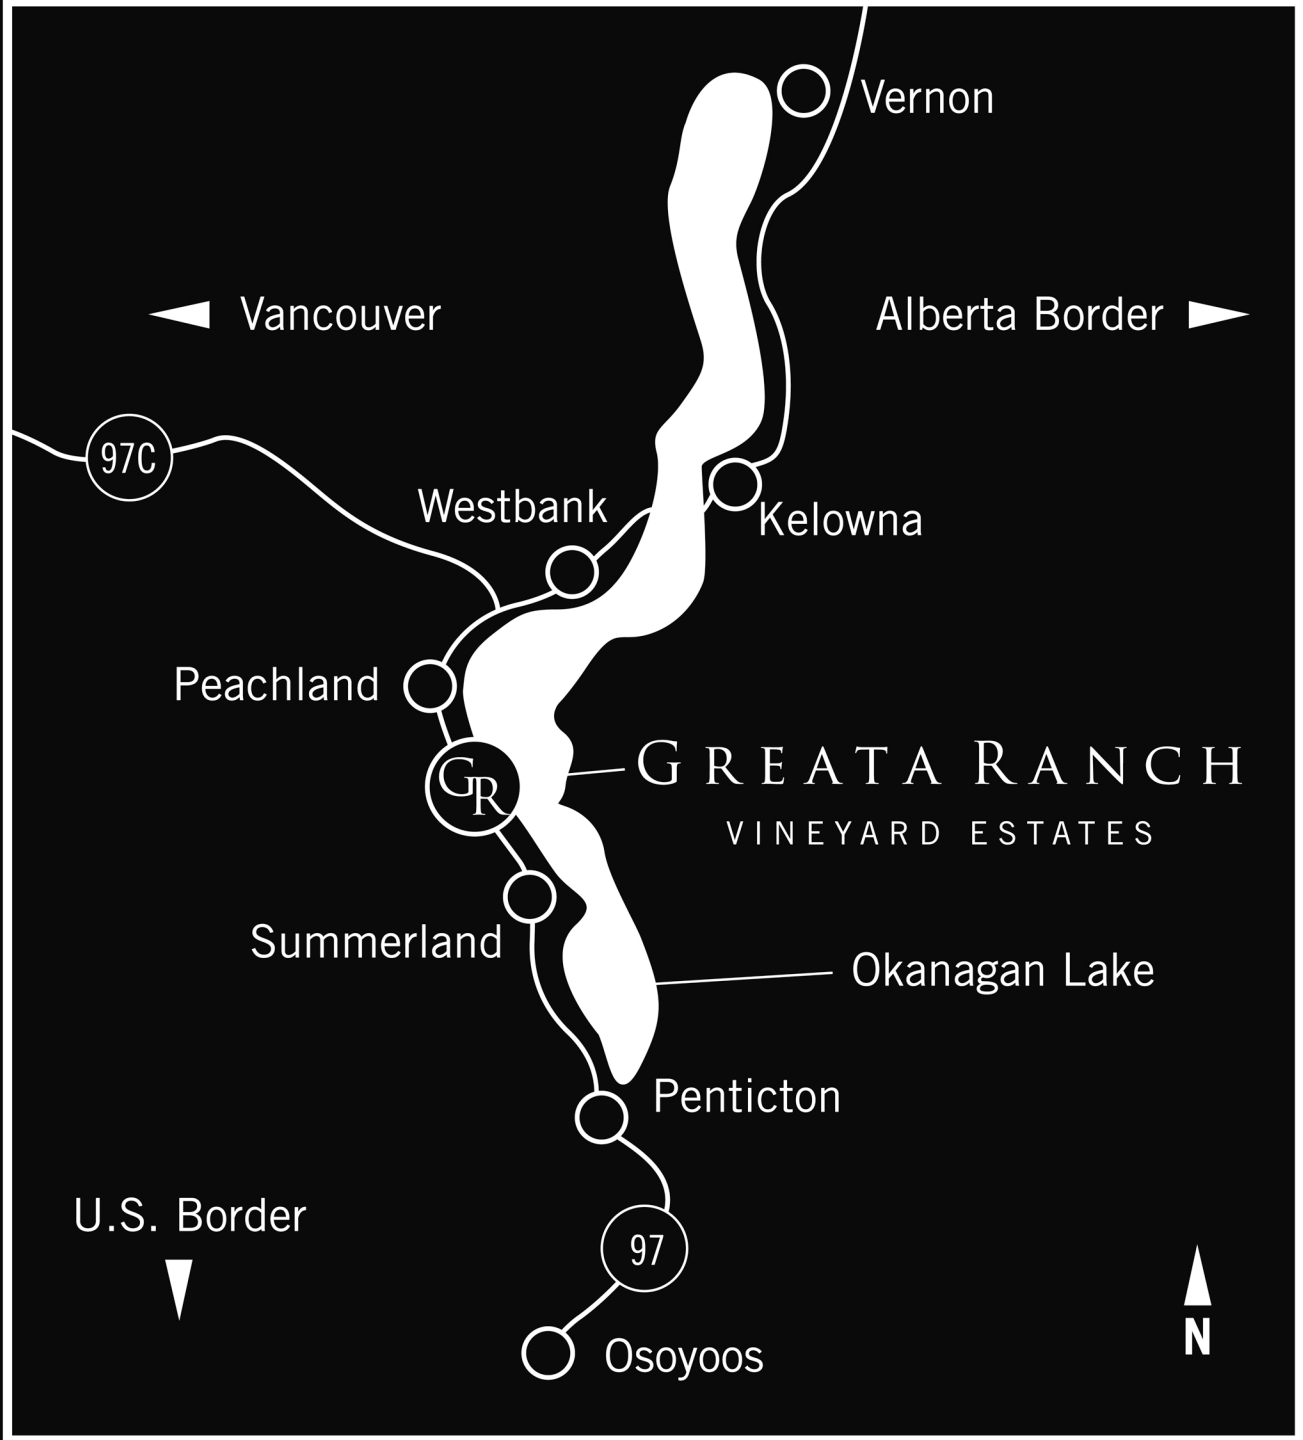 Vernon
Vancouver
Alberta Border
97C
Westbank
Kelowna
Peachland
GR
GREATA RANCH
VINEYARD ESTATES
Summerland
Okanagan Lake
Penticton
U.S. Border
97
N
Osoyoos